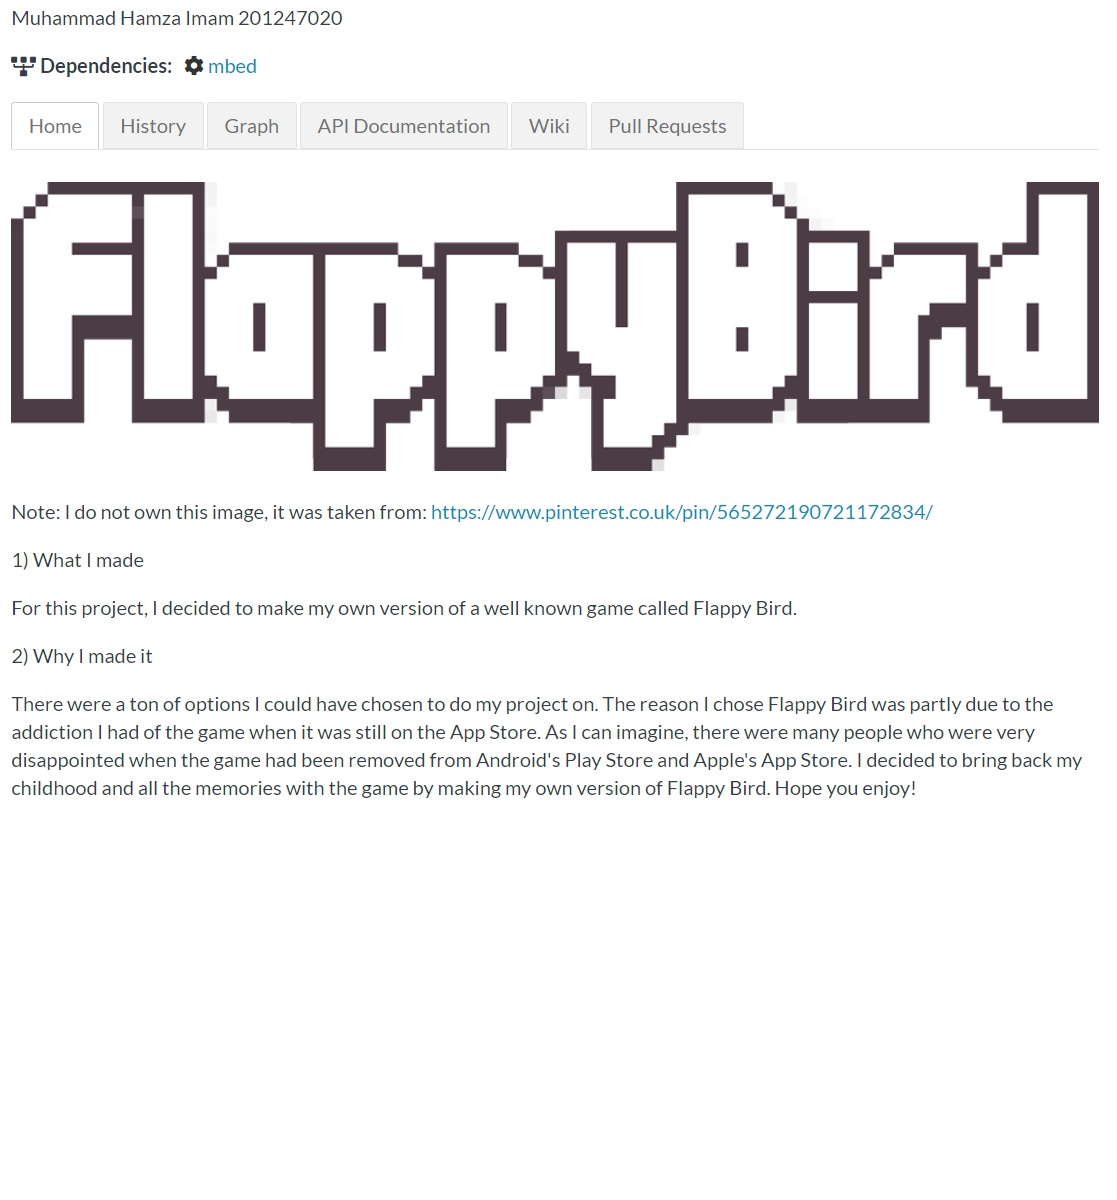 Muhammad Hamza Imam 201247020
Dependencies: mbed
Home History Graph API Documentation Wiki Pull Requests
FlappyBird
Note: I do not own this image, it was taken from: https://www.pinterest.co.uk/pin/565272190721172834/
1) What I made
For this project, I decided to make my own version of a well known game called Flappy Bird.
2) Why I made it
There were a ton of options I could have chosen to do my project on. The reason I chose Flappy Bird was partly due to the
addiction I had of the game when it was still on the App Store. As I can imagine, there were many people who were very
disappointed when the game had been removed from Android's Play Store and Apple's App Store. I decided to bring back my
childhood and all the memories with the game by making my own version of Flappy Bird. Hope you enjoy!